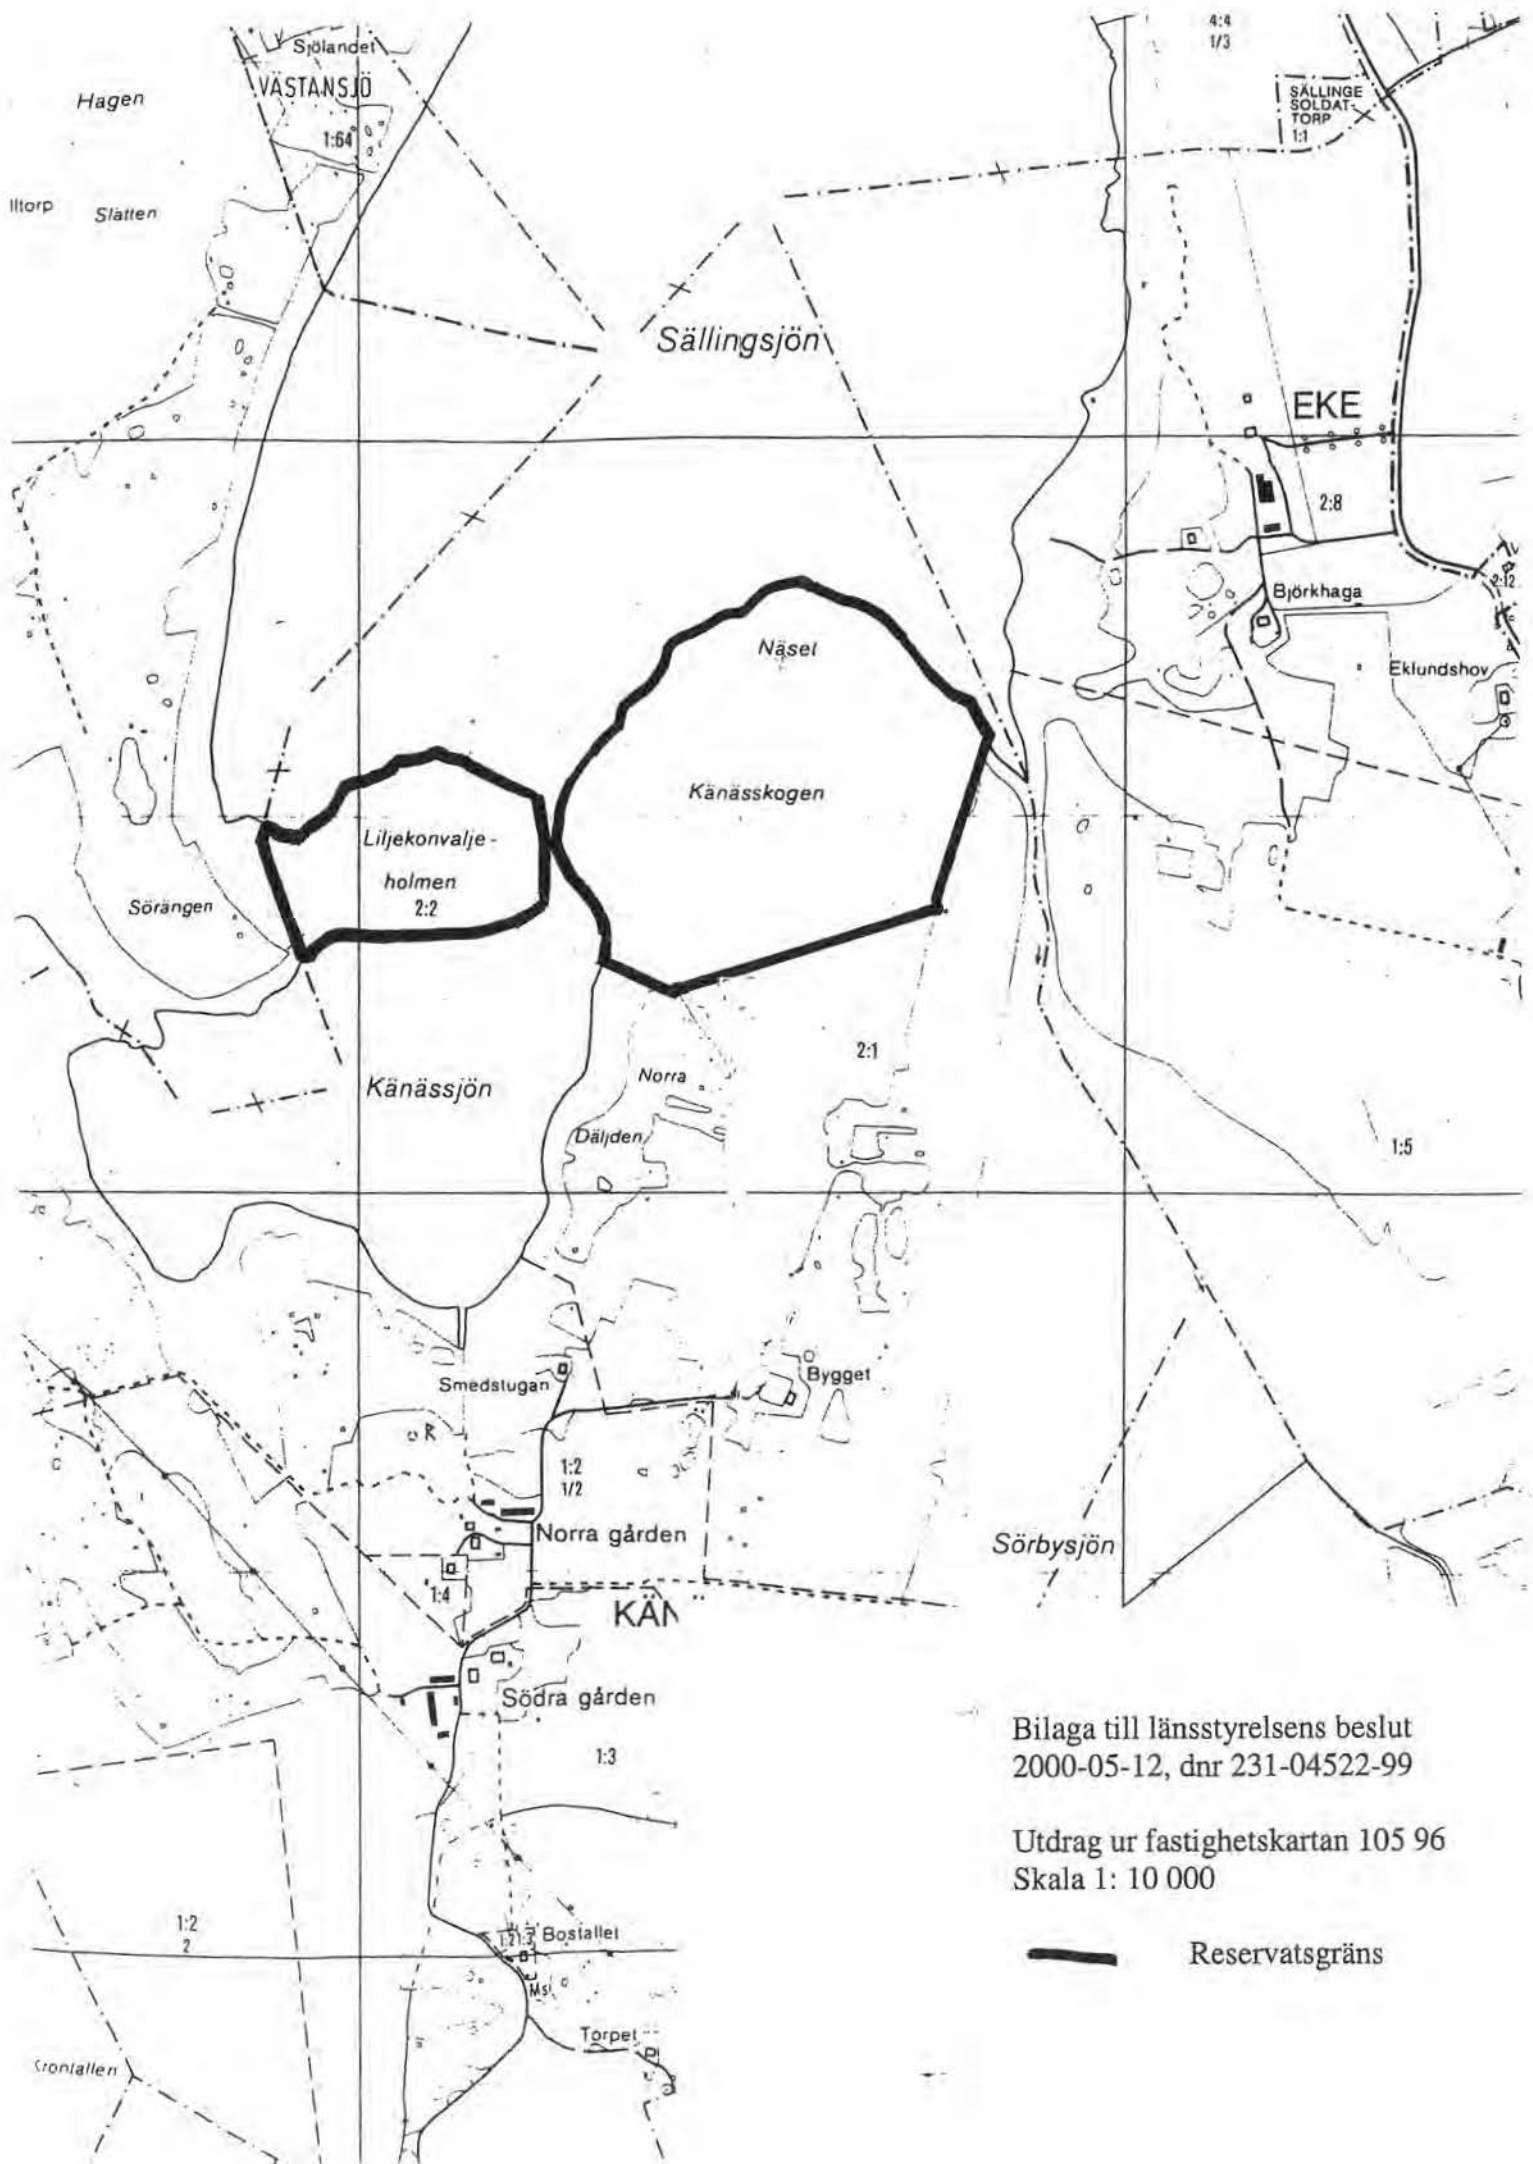 4:4
1/3
Sjölandet
VÄSTANSJÖ
Hagen
SÄLLINGE
SOLDAT-
TORP
1:1
1:64
Slätten
Sällingsjön
EKE
2:8
2:12
Björkhaga
Näset
Eklundshov
Känässkogen
Liljekonvalje-
holmen
2:2
Sörängen
2:1
Norra
Känässjön
Däljden
1:5
Bygget
Smedstugan
1:2
1/2
Norra gården
Sörbysjön
1:4
KÄN
Södra gården
1:3
Bilaga till länsstyrelsens beslut
2000-05-12, dnr 231-04522-99
Utdrag ur fastighetskartan 105 96
Skala 1: 10 000
1:2
2
Bostället
Reservatsgräns
Ms
Torpet